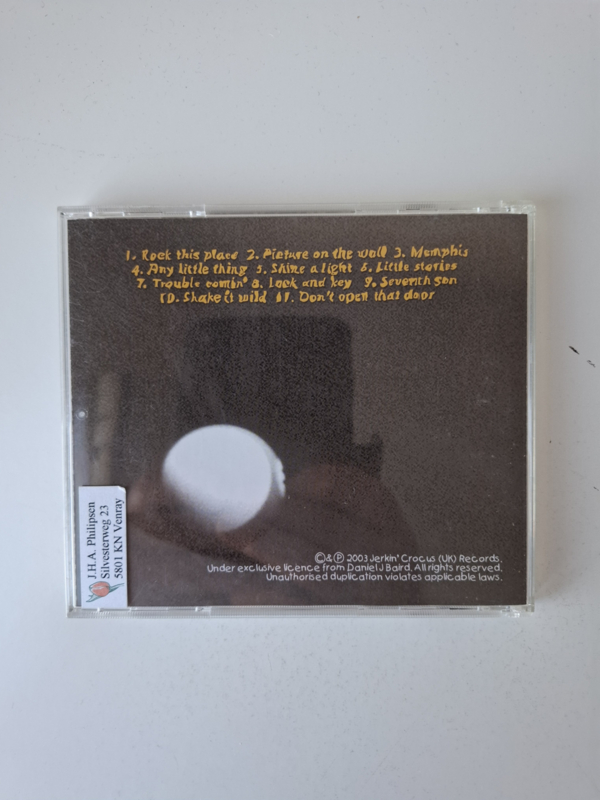 1. Rock this place 2. Picture on the wall 3. Memphis
4. Any little thing 5. Shine a light 6. Little stories
7. Trouble comin' 8. Lock and key 9. Seventh son
10. Shake it wild 11. Don't open that door
©&℗ 2003 Jerkin' Crocus (UK) Records.
Under exclusive licence from Daniel J Baird. All rights reserved.
Unauthorised duplication violates applicable laws.
J.H.A. Philipsen
Silvesterweg 23
5801 KN Venray